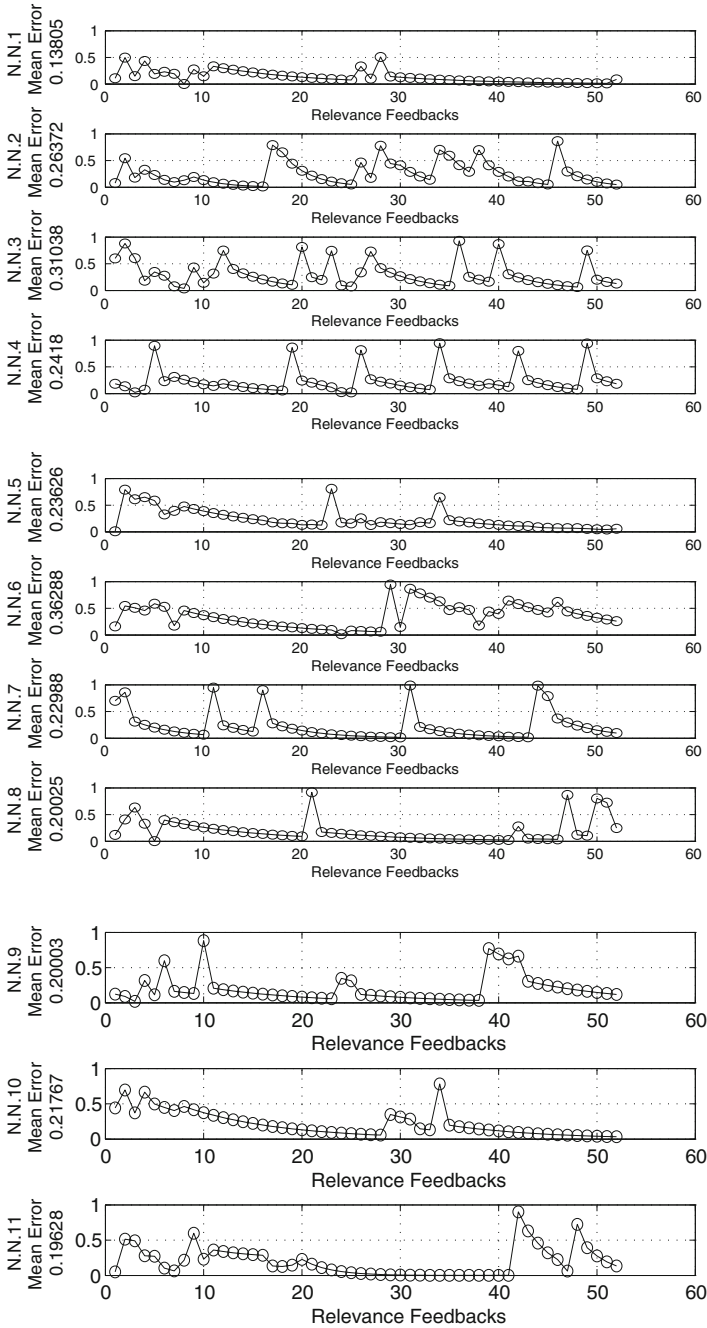 N.N.1
Mean Error
0.13805
1
0.5
0
0 10 20 30 40 50 60
Relevance Feedbacks
N.N.2
Mean Error
0.26372
1
0.5
0
0 10 20 30 40 50 60
Relevance Feedbacks
N.N.3
Mean Error
0.31038
1
0.5
0
0 10 20 30 40 50 60
Relevance Feedbacks
N.N.4
Mean Error
0.2418
1
0.5
0
0 10 20 30 40 50 60
Relevance Feedbacks
N.N.5
Mean Error
0.23626
1
0.5
0
0 10 20 30 40 50 60
Relevance Feedbacks
N.N.6
Mean Error
0.36288
1
0.5
0
0 10 20 30 40 50 60
Relevance Feedbacks
N.N.7
Mean Error
0.22988
1
0.5
0
0 10 20 30 40 50 60
Relevance Feedbacks
N.N.8
Mean Error
0.20025
1
0.5
0
0 10 20 30 40 50 60
Relevance Feedbacks
N.N.9
Mean Error
0.20003
1
0.5
0
0 10 20 30 40 50 60
Relevance Feedbacks
N.N.10
Mean Error
0.21767
1
0.5
0
0 10 20 30 40 50 60
Relevance Feedbacks
N.N.11
Mean Error
0.19628
1
0.5
0
0 10 20 30 40 50 60
Relevance Feedbacks